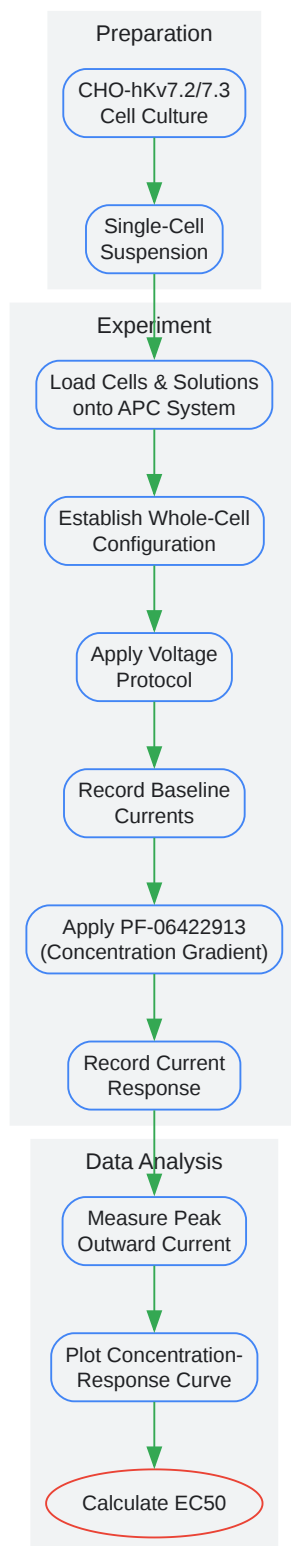 Preparation
CHO-hKv7.2/7.3
Cell Culture
Single-Cell
Suspension
Experiment
Load Cells & Solutions
onto APC System
Establish Whole-Cell
Configuration
Apply Voltage
Protocol
Record Baseline
Currents
Apply PF-06422913
(Concentration Gradient)
Record Current
Response
Data Analysis
Measure Peak
Outward Current
Plot Concentration-
Response Curve
Calculate EC50